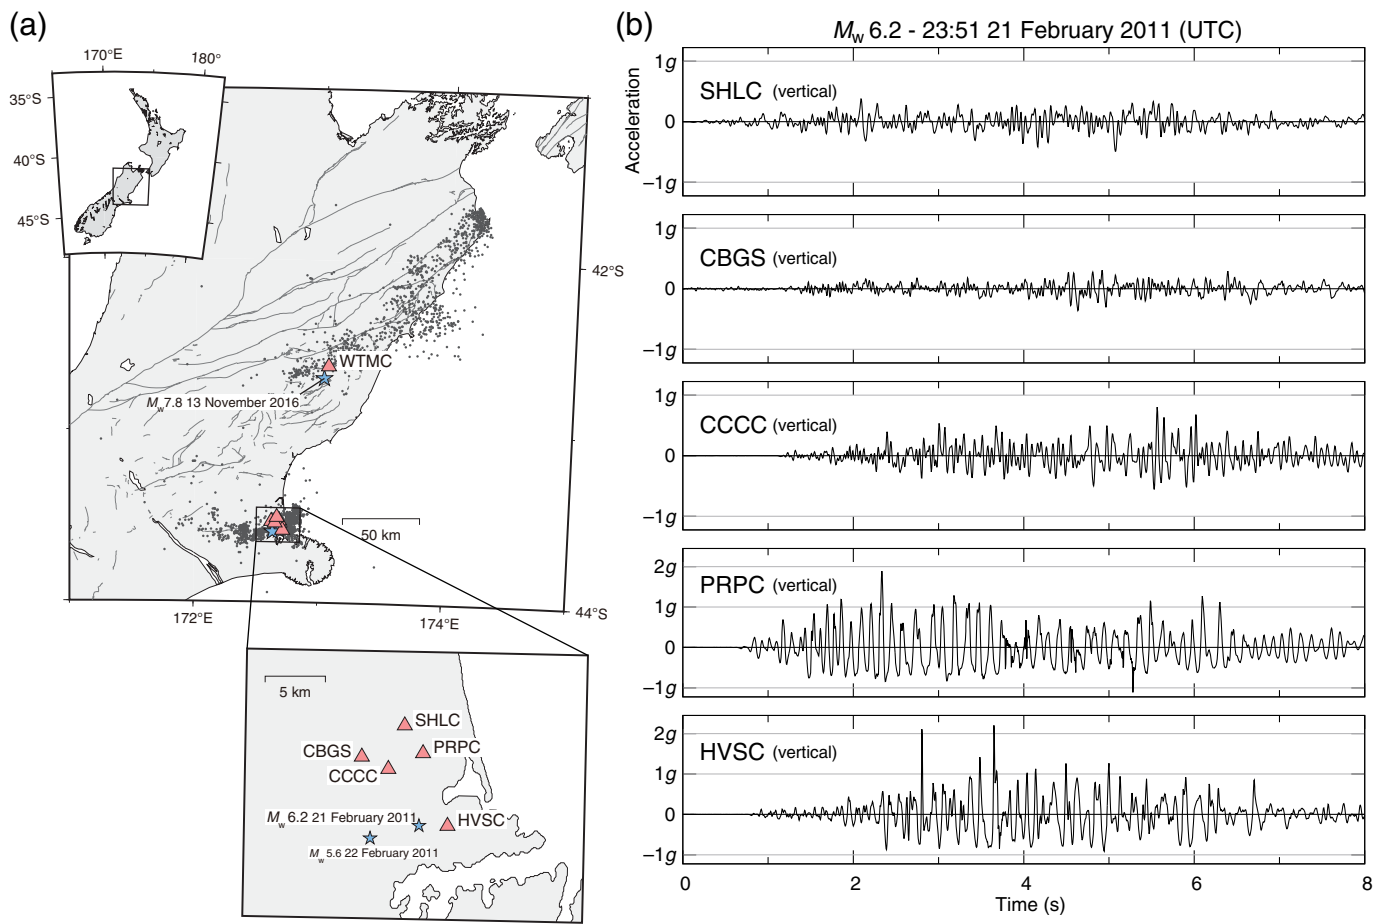 (a)
170°E 180°
35°S
40°S
45°S
42°S
WTMC
Mw 7.8 13 November 2016
50 km
172°E 174°E 44°S
5 km
SHLC
CBGS PRPC
CCCC
Mw 6.2 21 February 2011 HVSC
Mw 5.6 22 February 2011
(b) Mw 6.2 - 23:51 21 February 2011 (UTC)
Acceleration
1g
SHLC (vertical)
0
−1g
1g
CBGS (vertical)
0
−1g
1g
CCCC (vertical)
0
−1g
2g
PRPC (vertical)
1g
0
−1g
2g
HVSC (vertical)
1g
0
−1g
0 2 4 6 8
Time (s)